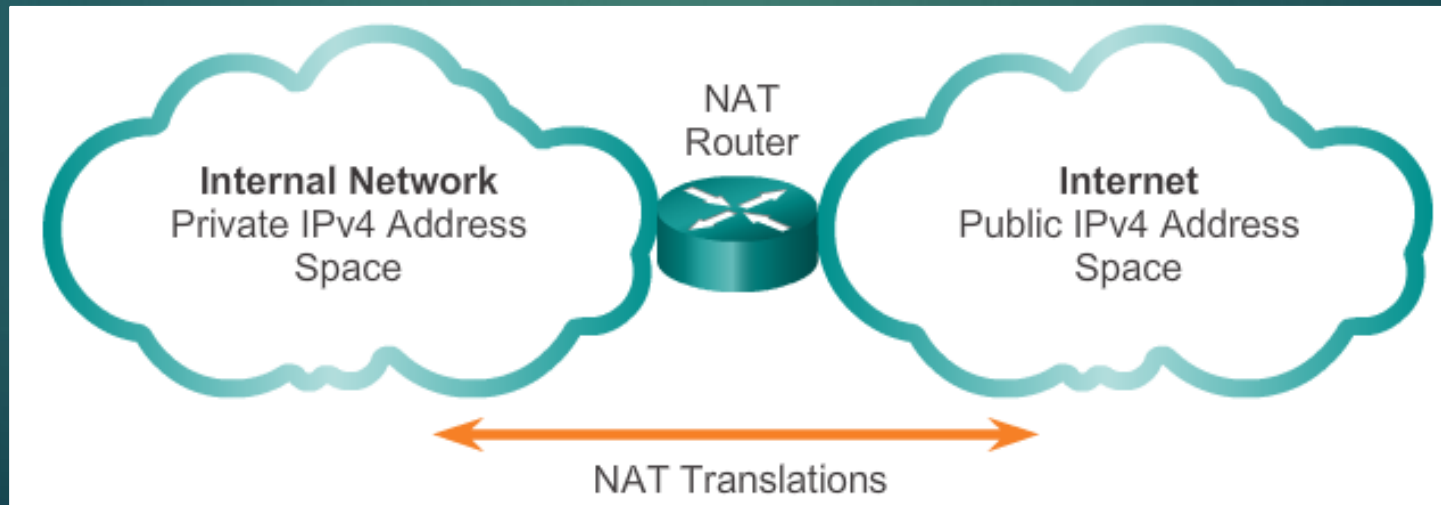 NAT
Router
Internal Network
Private IPv4 Address
Space
Internet
Public IPv4 Address
Space
NAT Translations